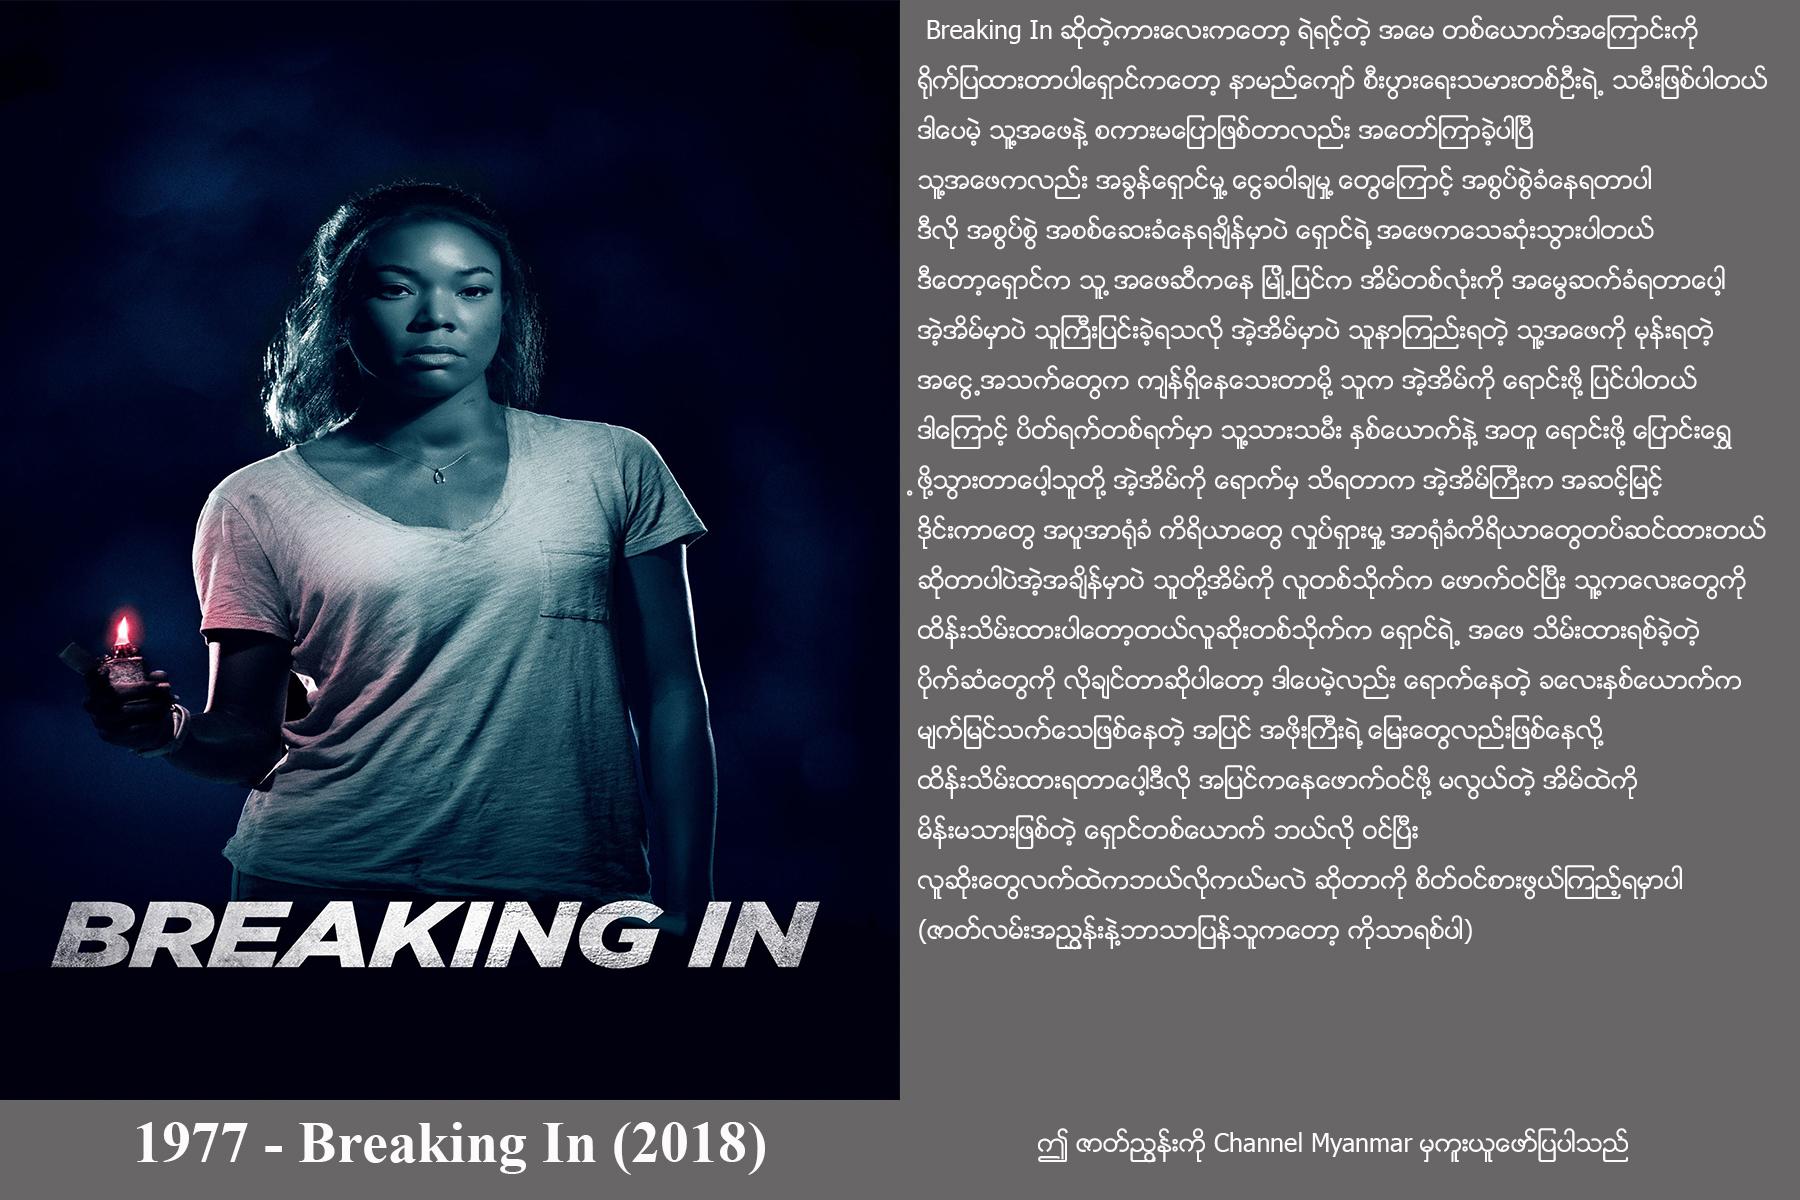 Breaking In ဆိုတဲ့ကားလေးကတော့ ရဲရင့်တဲ့ အမေ တစ်ယောက်အကြောင်းကို
ရိုက်ပြထားတာပါရှောင်ကတော့ နာမည်ကျော် စီးပွားရေးသမားတစ်ဦးရဲ့ သမီးဖြစ်ပါတယ်
ဒါပေမဲ့ သူ့အဖေနဲ့ စကားမပြောဖြစ်တာလည်း အတော်ကြာခဲ့ပါပြီ
သူ့အဖေကလည်း အခွန်ရှောင်မှု့ ငွေခဝါချမှု့ တွေကြောင့် အစွပ်စွဲခံနေရတာပါ
ဒီလို အစွပ်စွဲ အစစ်ဆေးခံနေရချိန်မှာပဲ ရှောင်ရဲ့ အဖေကသေဆုံးသွားပါတယ်
ဒီတော့ရှောင်က သူ့ အဖေဆီကနေ မြို့ပြင်က အိမ်တစ်လုံးကို အမွေဆက်ခံရတာပေါ့
အဲ့အိမ်မှာပဲ သူကြီးပြင်းခဲ့ရသလို အဲ့အိမ်မှာပဲ သူနာကြည်းရတဲ့ သူ့အဖေကို မုန်းရတဲ့
အငွေ့အသက်တွေက ကျန်ရှိနေသေးတာမို့ သူက အဲ့အိမ်ကို ရောင်းဖို့ ပြင်ပါတယ်
ဒါကြောင့် ပိတ်ရက်တစ်ရက်မှာ သူ့သားသမီး နှစ်ယောက်နဲ့ အတူ ရောင်းဖို့ ပြောင်းရွှေ
့ဖို့သွားတာပေါ့သူတို့ အဲ့အိမ်ကို ရောက်မှ သိရတာက အဲ့အိမ်ကြီးက အဆင့်မြင့်
ဒိုင်းကာတွေ အပူအာရုံခံ ကိရိယာတွေ လှုပ်ရှားမှု့ အာရုံခံကိရိယာတွေတပ်ဆင်ထားတယ်
ဆိုတာပါပဲအဲ့အချိန်မှာပဲ သူတို့အိမ်ကို လူတစ်သိုက်က ဖောက်ဝင်ပြီး သူ့ကလေးတွေကို
ထိန်းသိမ်းထားပါတော့တယ်လူဆိုးတစ်သိုက်က ရှောင်ရဲ့ အဖေ သိမ်းထားရစ်ခဲ့တဲ့
ပိုက်ဆံတွေကို လိုချင်တာဆိုပါတော့ ဒါပေမဲ့လည်း ရောက်နေတဲ့ ခလေးနှစ်ယောက်က
မျက်မြင်သက်သေဖြစ်နေတဲ့ အပြင် အဖိုးကြီးရဲ့ မြေးတွေလည်းဖြစ်နေလို့
ထိန်းသိမ်းထားရတာပေါ့ဒီလို အပြင်ကနေဖောက်ဝင်ဖို့ မလွယ်တဲ့ အိမ်ထဲကို
မိန်းမသားဖြစ်တဲ့ ရှောင်တစ်ယောက် ဘယ်လို ဝင်ပြီး
လူဆိုးတွေလက်ထဲကဘယ်လိုကယ်မလဲ ဆိုတာကို စိတ်ဝင်စားဖွယ်ကြည့်ရမှာပါ
(ဇာတ်လမ်းအညွှန်းနဲ့ဘာသာပြန်သူကတော့ ကိုသာရစ်ပါ)
BREAKING IN
1977 - Breaking In (2018)
ဤ ဇာတ်ညွှန်းကို Channel Myanmar မှကူးယူဖော်ပြပါသည်